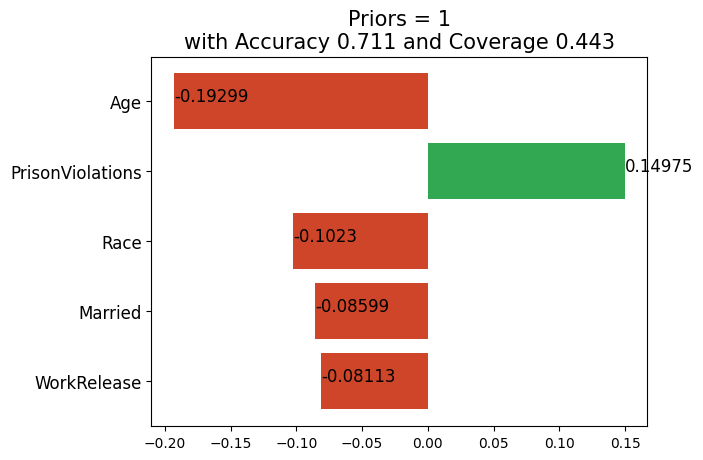 Priors = 1
with Accuracy 0.711 and Coverage 0.443
Age
-0.19299
PrisonViolations
0.14975
Race
-0.1023
Married
-0.08599
WorkRelease
-0.08113
−0.20 −0.15 −0.10 −0.05 0.00 0.05 0.10 0.15